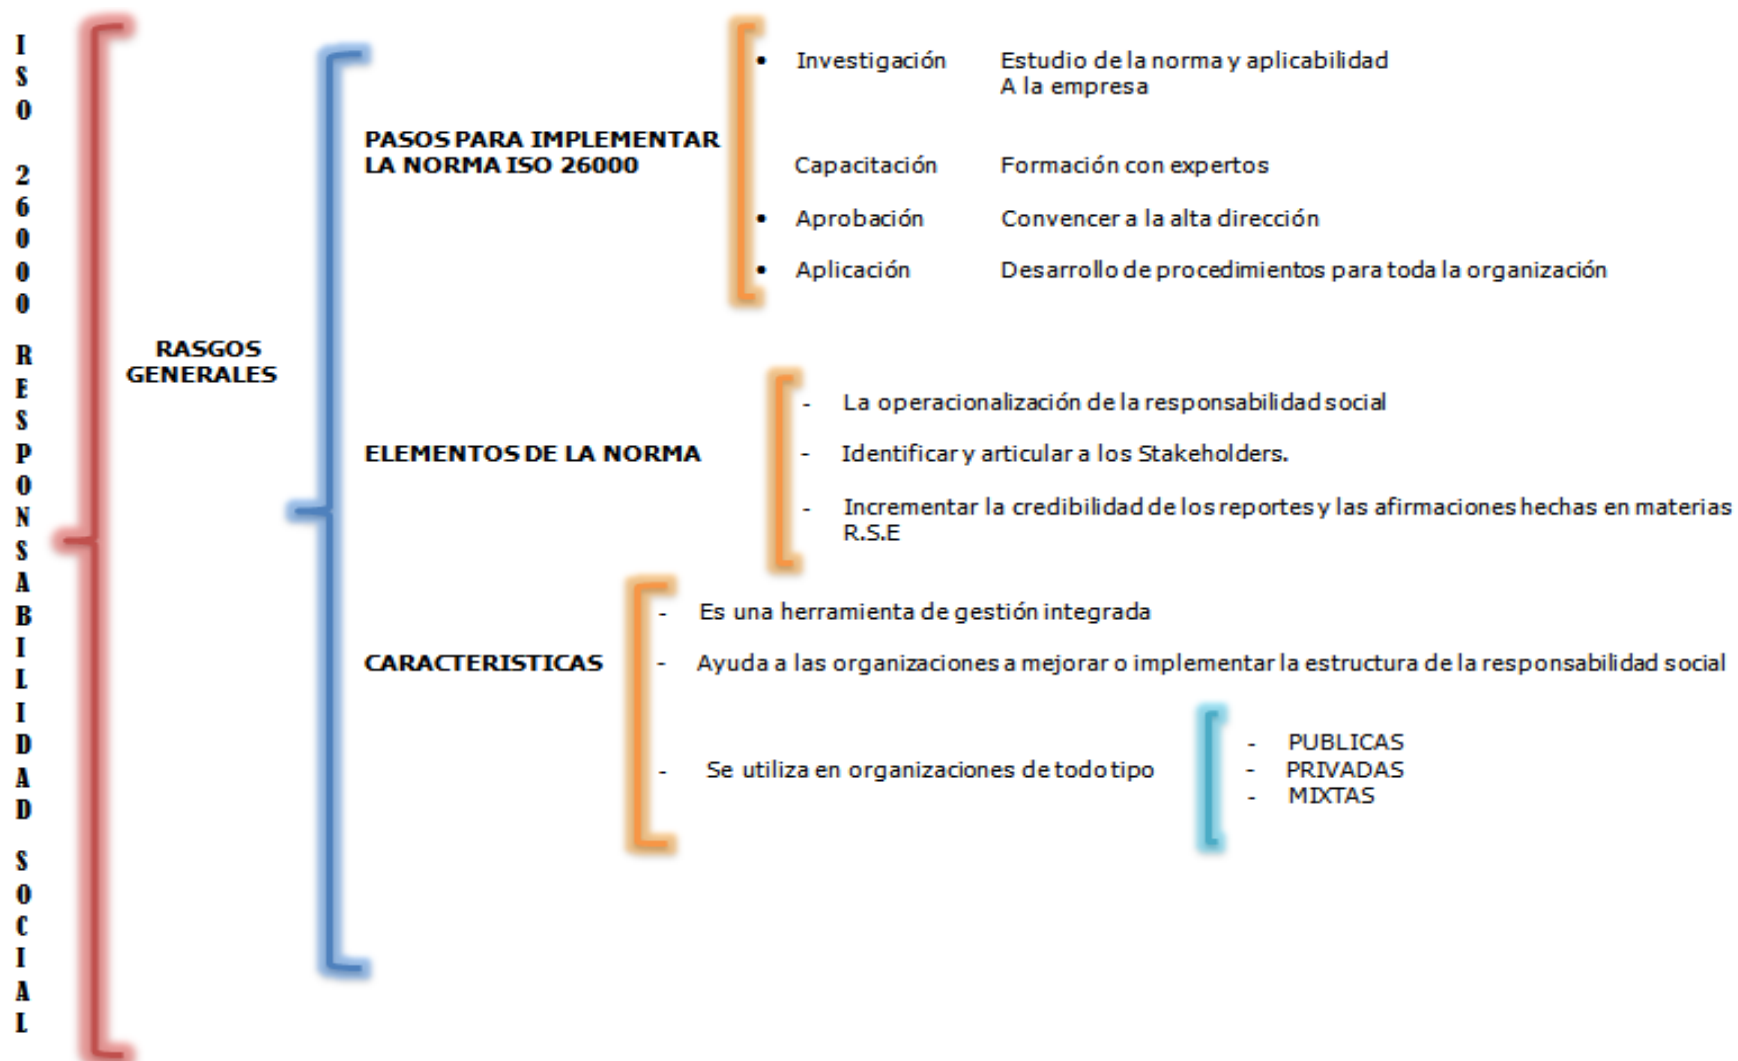 ISO 26000 RESPONSABILIDAD SOCIAL
RASGOS
GENERALES
PASOS PARA IMPLEMENTAR
LA NORMA ISO 26000
• Investigación Estudio de la norma y aplicabilidad
A la empresa
Capacitación Formación con expertos
• Aprobación Convencer a la alta dirección
• Aplicación Desarrollo de procedimientos para toda la organización
ELEMENTOS DE LA NORMA
- La operacionalización de la responsabilidad social
- Identificar y articular a los Stakeholders.
- Incrementar la credibilidad de los reportes y las afirmaciones hechas en materias
R.S.E
CARACTERISTICAS
- Es una herramienta de gestión integrada
- Ayuda a las organizaciones a mejorar o implementar la estructura de la responsabilidad social
- Se utiliza en organizaciones de todo tipo
- PUBLICAS
- PRIVADAS
- MIXTAS